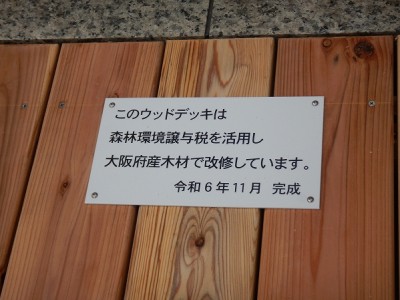 このウッドデッキは
森林環境譲与税を活用し
大阪府産木材で改修しています。
令和6年11月 完成